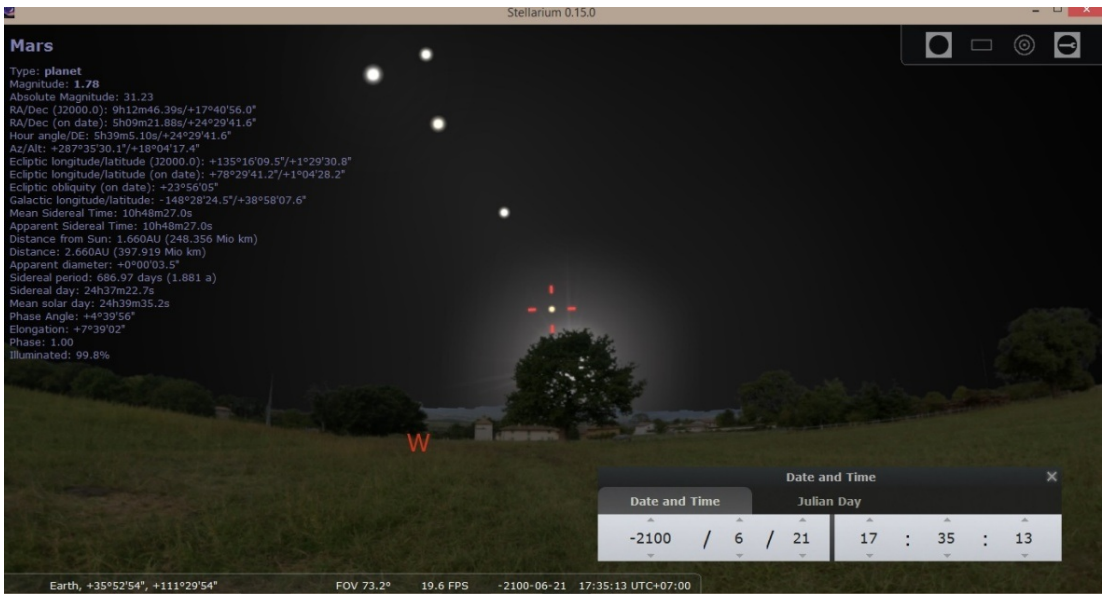 Stellarium 0.15.0
Mars
Type: planet
Magnitude: 1.78
Absolute Magnitude: 31.23
RA/Dec (J2000.0): 9h12m46.39s/+17°40'56.0"
RA/Dec (on date): 5h09m21.88s/+24°29'41.6"
Hour angle/DE: 5h39m5.10s/+24°29'41.6"
Az/Alt: +287°35'30.1"/+18°04'17.4"
Ecliptic longitude/latitude (J2000.0): +135°16'09.5"/+1°29'30.8"
Ecliptic longitude/latitude (on date): +78°29'41.2"/+1°04'28.2"
Ecliptic obliquity (on date): +23°56'05"
Galactic longitude/latitude: -148°28'24.5"/+38°58'07.6"
Mean Sidereal Time: 10h48m27.0s
Apparent Sidereal Time: 10h48m27.0s
Distance from Sun: 1.660AU (248.356 Mio km)
Distance: 2.660AU (397.919 Mio km)
Apparent diameter: +0°00'03.5"
Sidereal period: 686.97 days (1.881 a)
Sidereal day: 24h37m22.7s
Mean solar day: 24h39m35.2s
Phase Angle: +4°39'56"
Elongation: +7°39'02"
Phase: 1.00
Illuminated: 99.8%
W
Date and Time
Date and Time Julian Day
-2100 / 6 / 21 17 : 35 : 13
Earth, +35°52'54", +111°29'54" FOV 73.2° 19.6 FPS -2100-06-21 17:35:13 UTC+07:00